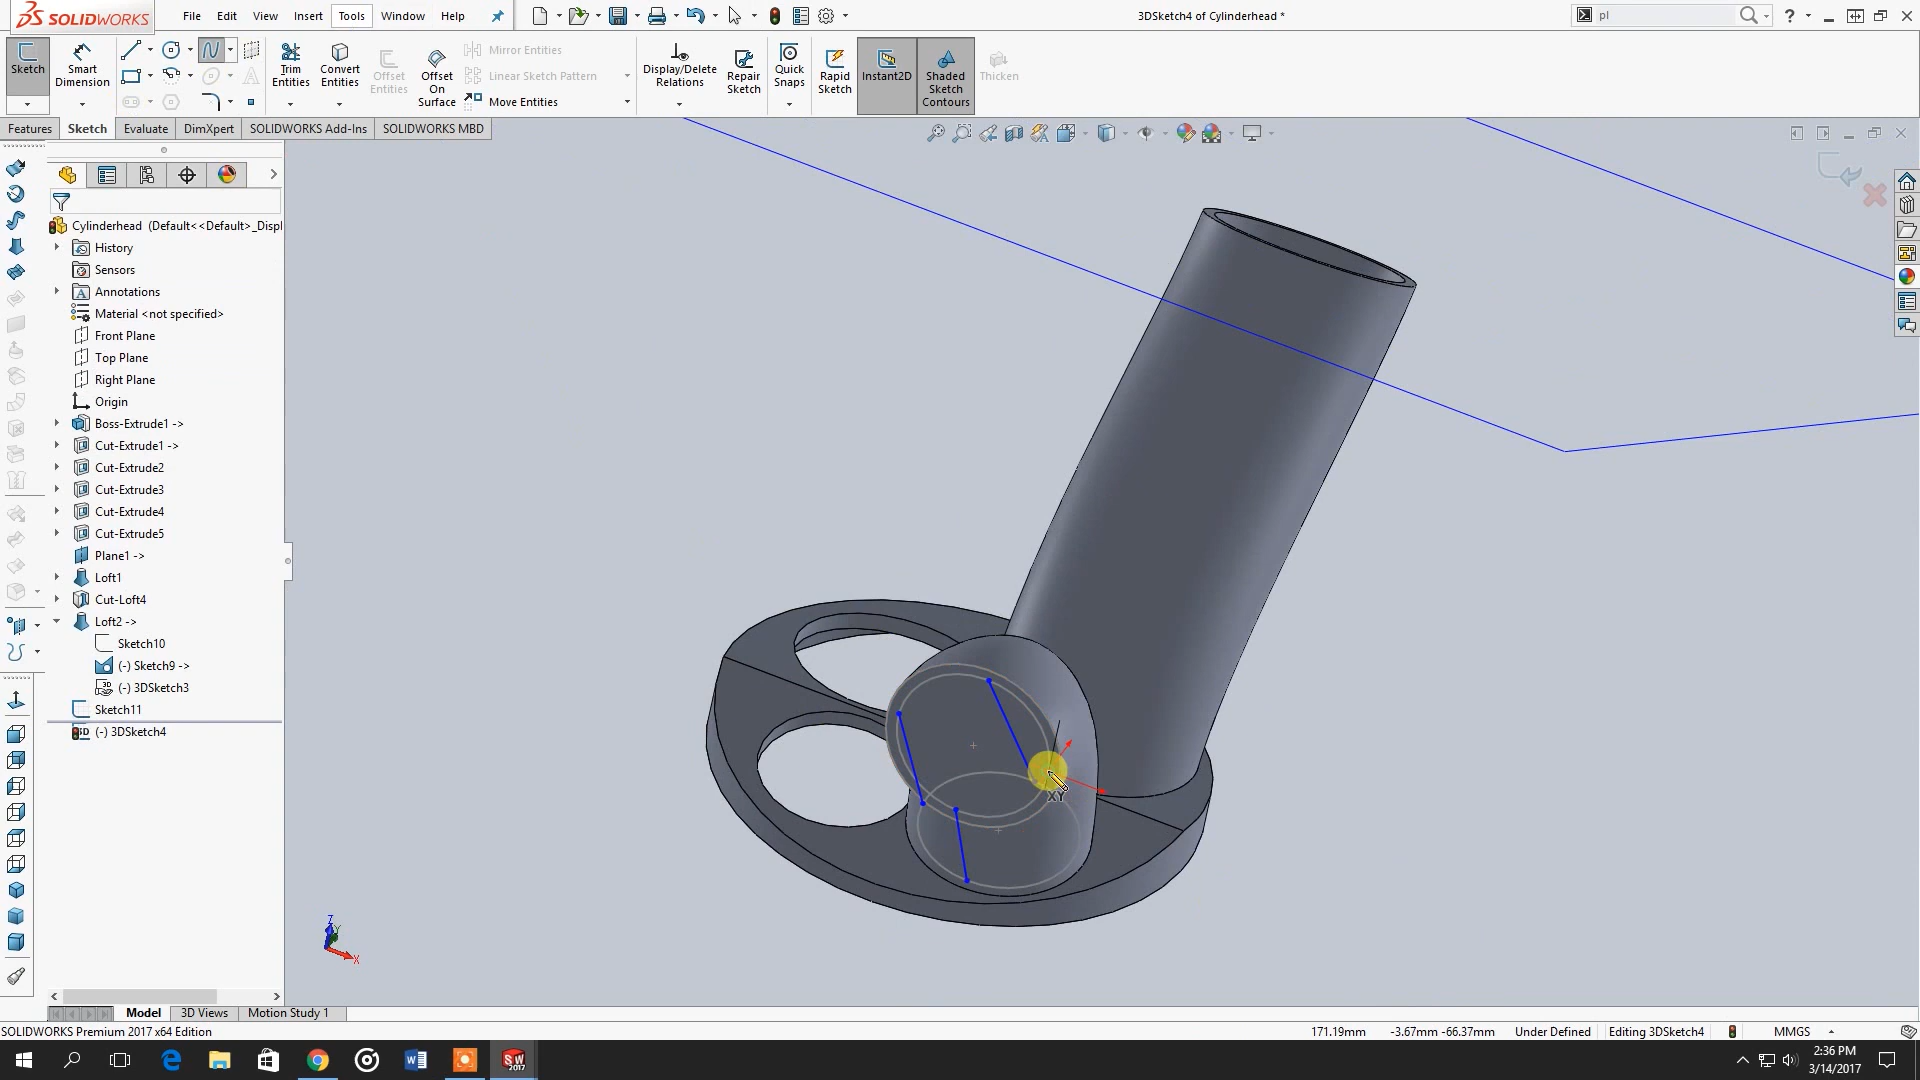 SOLIDWORKS File Edit View Insert Tools Window Help 3DSketch4 of Cylinderhead * pl
Sketch Smart Dimension Trim Entities Convert Entities Offset Entities Offset On Surface Mirror Entities Linear Sketch Pattern Move Entities Display/Delete Relations Repair Sketch Quick Snaps Rapid Sketch Instant2D Shaded Sketch Contours Thicken
Features Sketch Evaluate DimXpert SOLIDWORKS Add-Ins SOLIDWORKS MBD
Cylinderhead (Default<<Default>_Displ
History
Sensors
Annotations
Material <not specified>
Front Plane
Top Plane
Right Plane
Origin
Boss-Extrude1 ->
Cut-Extrude1 ->
Cut-Extrude2
Cut-Extrude3
Cut-Extrude4
Cut-Extrude5
Plane1 ->
Loft1
Cut-Loft4
Loft2 ->
Sketch10
(-) Sketch9 ->
(-) 3DSketch3
Sketch11
(-) 3DSketch4
XY
Z
Y
X
Model 3D Views Motion Study 1
SOLIDWORKS Premium 2017 x64 Edition 171.19mm -3.67mm -66.37mm Under Defined Editing 3DSketch4 MMGS
2:36 PM
3/14/2017